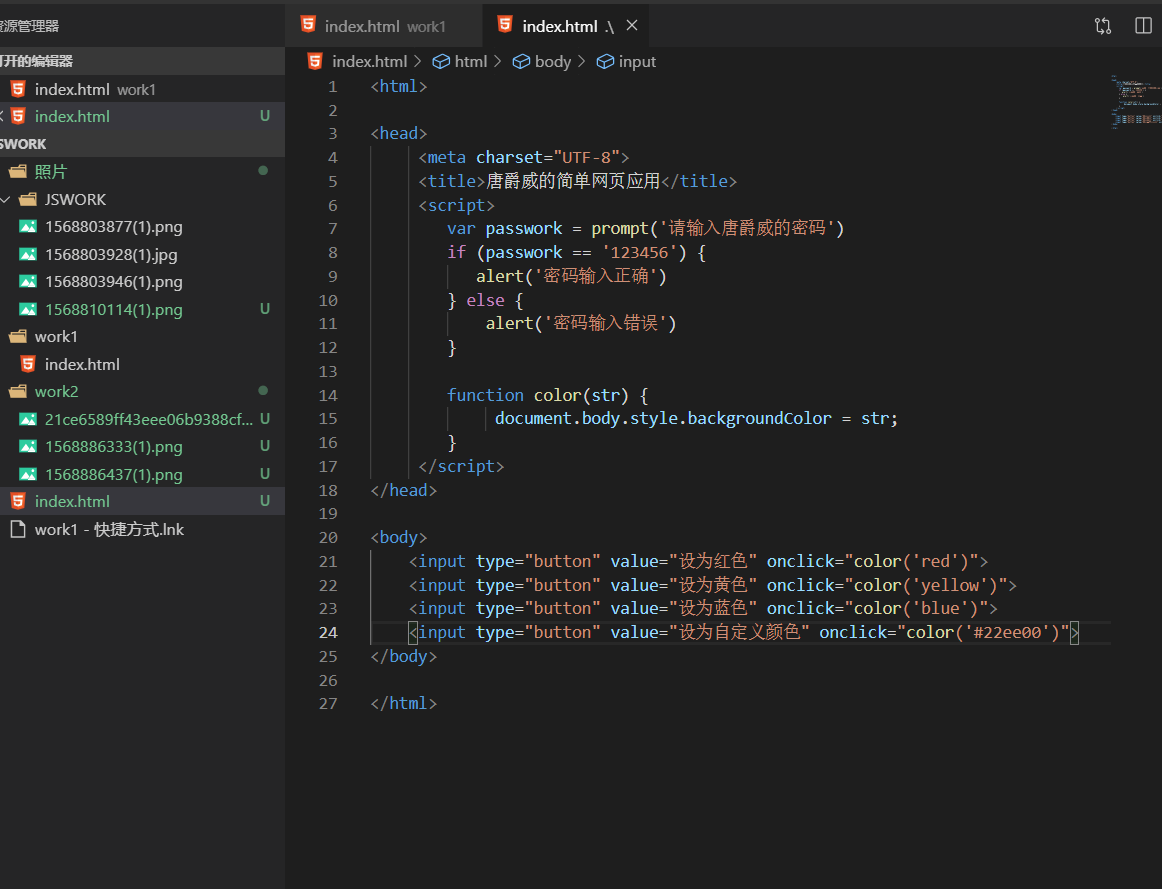 资源管理器
index.html work1
index.html .\
打开的编辑器
index.html work1
index.html U
SWORK
照片
JSWORK
1568803877(1).png
1568803928(1).jpg
1568803946(1).png
1568810114(1).png U
work1
index.html
work2
21ce6589ff43eee06b9388cf... U
1568886333(1).png U
1568886437(1).png U
index.html U
work1 - 快捷方式.lnk
index.html > html > body > input
1 <html>
2
3 <head>
4 <meta charset="UTF-8">
5 <title>唐爵威的简单网页应用</title>
6 <script>
7 var passwork = prompt('请输入唐爵威的密码')
8 if (passwork == '123456') {
9 alert('密码输入正确')
10 } else {
11 alert('密码输入错误')
12 }
13
14 function color(str) {
15 document.body.style.backgroundColor = str;
16 }
17 </script>
18 </head>
19
20 <body>
21 <input type="button" value="设为红色" onclick="color('red')">
22 <input type="button" value="设为黄色" onclick="color('yellow')">
23 <input type="button" value="设为蓝色" onclick="color('blue')">
24 <input type="button" value="设为自定义颜色" onclick="color('#22ee00')">
25 </body>
26
27 </html>